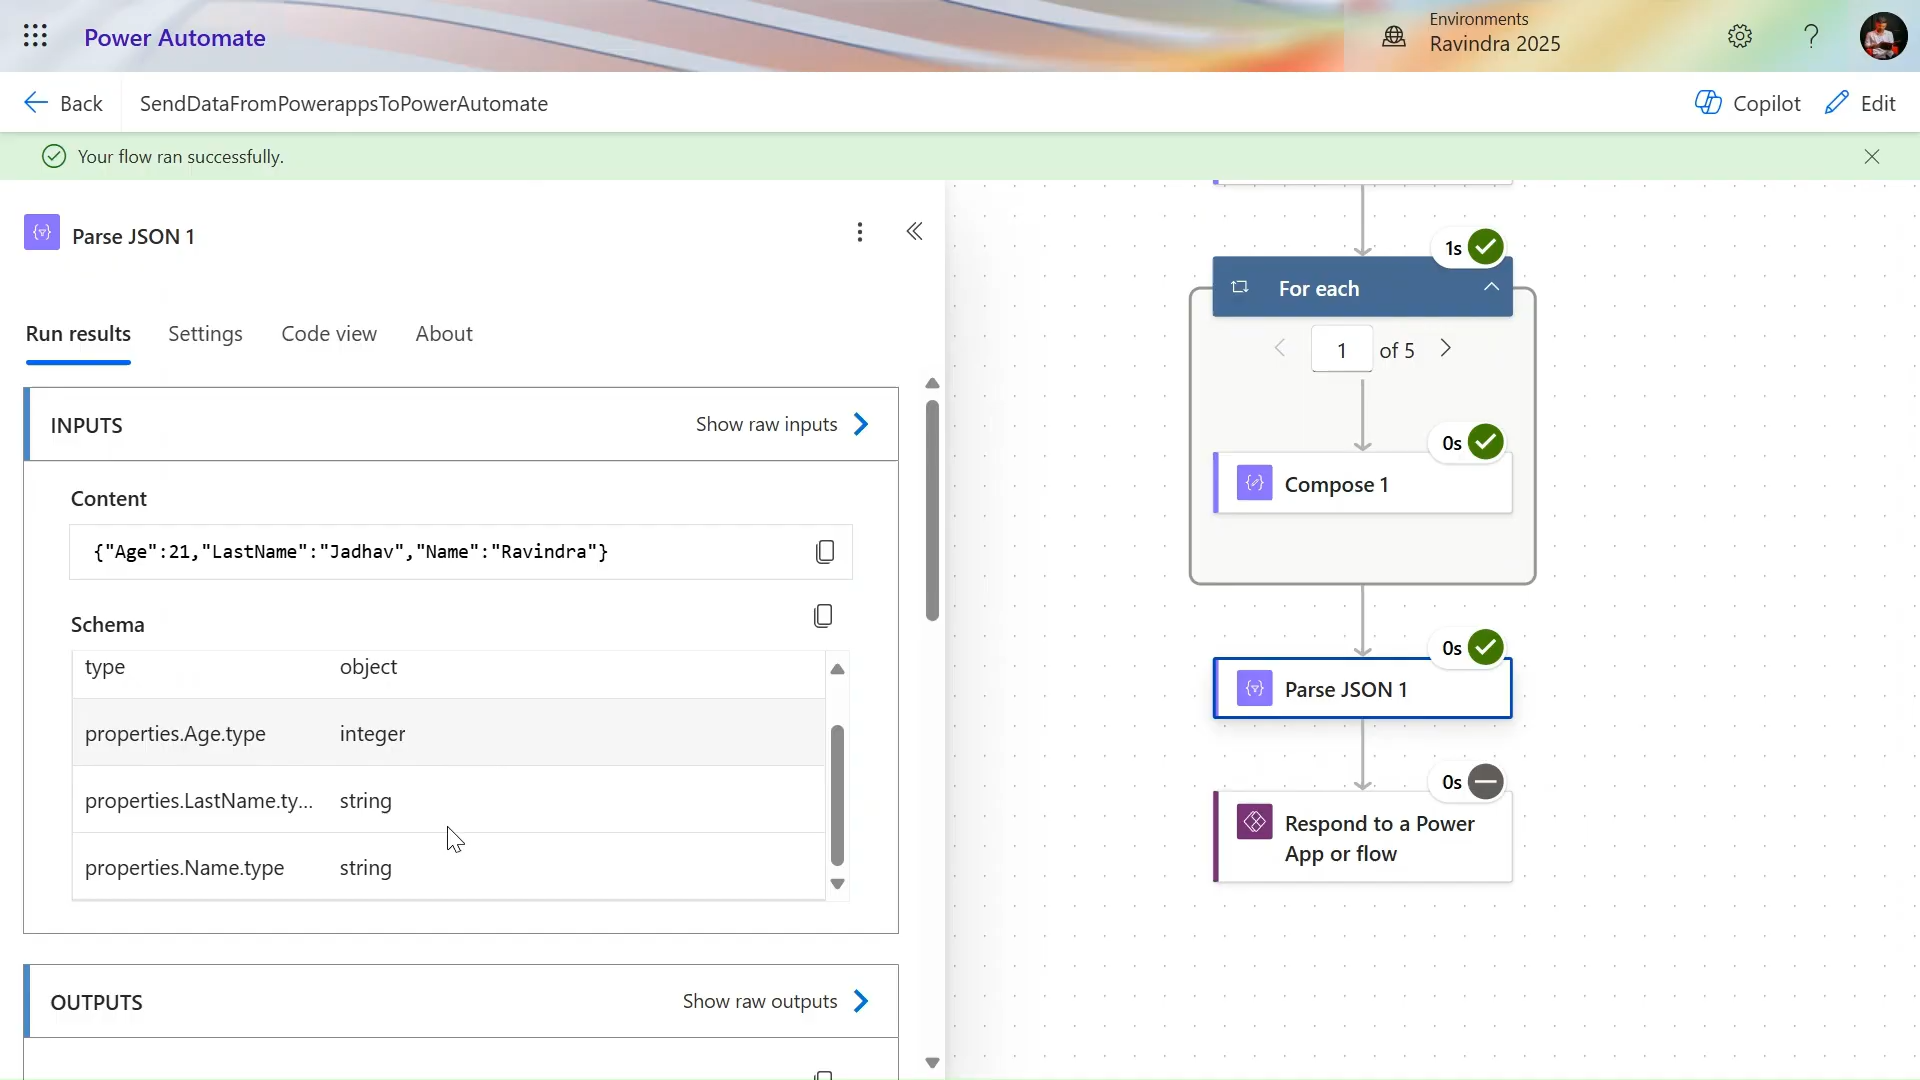 Power Automate
Environments
Ravindra 2025
Back
SendDataFromPowerappsToPowerAutomate
Copilot
Edit
Your flow ran successfully.
Parse JSON 1
Run results
Settings
Code view
About
INPUTS
Show raw inputs
Content
{"Age":21,"LastName":"Jadhav","Name":"Ravindra"}
Schema
type object
properties.Age.type integer
properties.LastName.ty... string
properties.Name.type string
OUTPUTS
Show raw outputs
1s
For each
1 of 5
0s
Compose 1
0s
Parse JSON 1
0s
Respond to a Power
App or flow